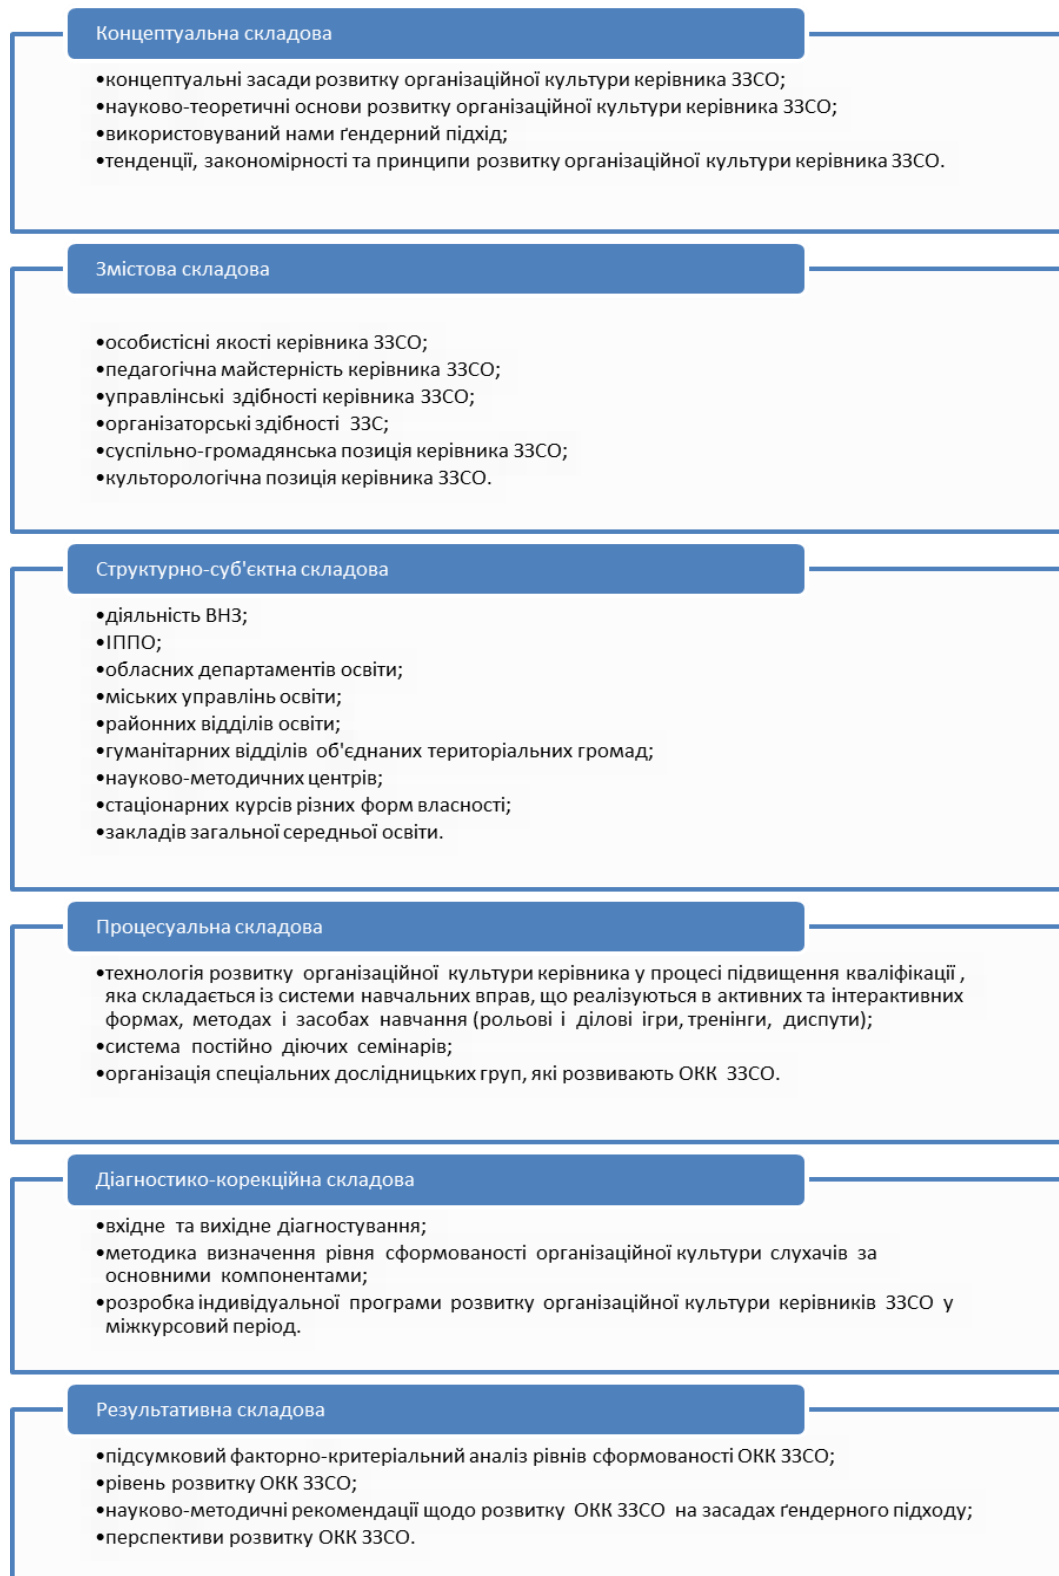 Концептуальна складова
•концептуальні засади розвитку організаційної культури керівника ЗЗСО;
•науково-теоретичні основи розвитку організаційної культури керівника ЗЗСО;
•використовуваний нами ґендерний підхід;
•тенденції, закономірності та принципи розвитку організаційної культури керівника ЗЗСО.
Змістова складова
•особистісні якості керівника ЗЗСО;
•педагогічна майстерність керівника ЗЗСО;
•управлінські здібності керівника ЗЗСО;
•організаторські здібності ЗЗС;
•суспільно-громадянська позиція керівника ЗЗСО;
•культорологічна позиція керівника ЗЗСО.
Структурно-суб'єктна складова
•діяльність ВНЗ;
•ІППО;
•обласних департаментів освіти;
•міських управлінь освіти;
•районних відділів освіти;
•гуманітарних відділів об'єднаних територіальних громад;
•науково-методичних центрів;
•стаціонарних курсів різних форм власності;
•закладів загальної середньої освіти.
Процесуальна складова
•технологія розвитку організаційної культури керівника у процесі підвищення кваліфікації ,
яка складається із системи навчальних вправ, що реалізуються в активних та інтерактивних
формах, методах і засобах навчання (рольові і ділові ігри, тренінги, диспути);
•система постійно діючих семінарів;
•організація спеціальних дослідницьких груп, які розвивають ОКК ЗЗСО.
Діагностико-корекційна складова
•вхідне та вихідне діагностування;
•методика визначення рівня сформованості організаційної культури слухачів за
основними компонентами;
•розробка індивідуальної програми розвитку організаційної культури керівників ЗЗСО у
міжкурсовий період.
Результативна складова
•підсумковий факторно-критеріальний аналіз рівнів сформованості ОКК ЗЗСО;
•рівень розвитку ОКК ЗЗСО;
•науково-методичні рекомендації щодо розвитку ОКК ЗЗСО на засадах ґендерного підходу;
•перспективи розвитку ОКК ЗЗСО.